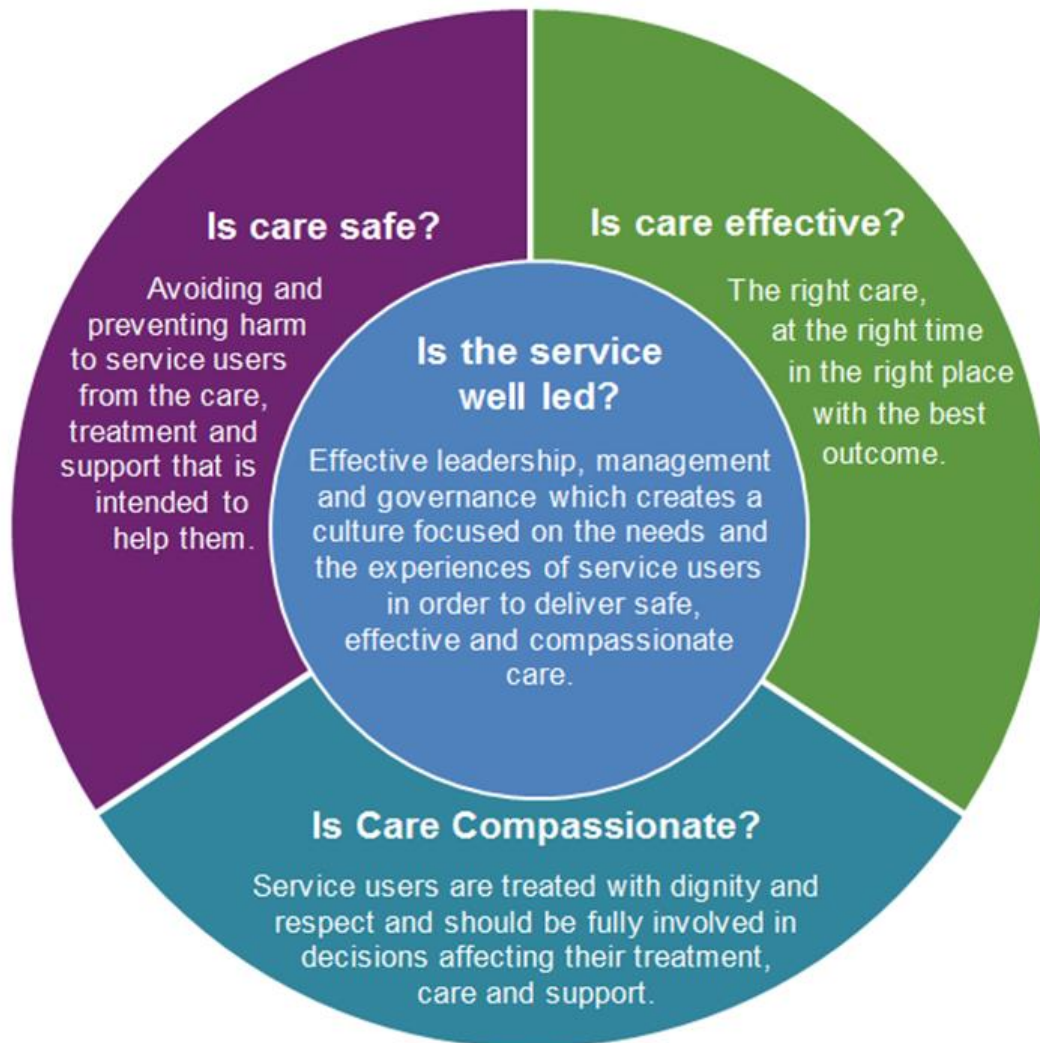 Is care safe?
Avoiding and
preventing harm
to service users
from the care,
treatment and
support that is
intended to
help them.
Is care effective?
The right care,
at the right time
in the right place
with the best
outcome.
Is the service
well led?
Effective leadership, management
and governance which creates a
culture focused on the needs and
the experiences of service users
in order to deliver safe,
effective and compassionate
care.
Is Care Compassionate?
Service users are treated with dignity and
respect and should be fully involved in
decisions affecting their treatment,
care and support.